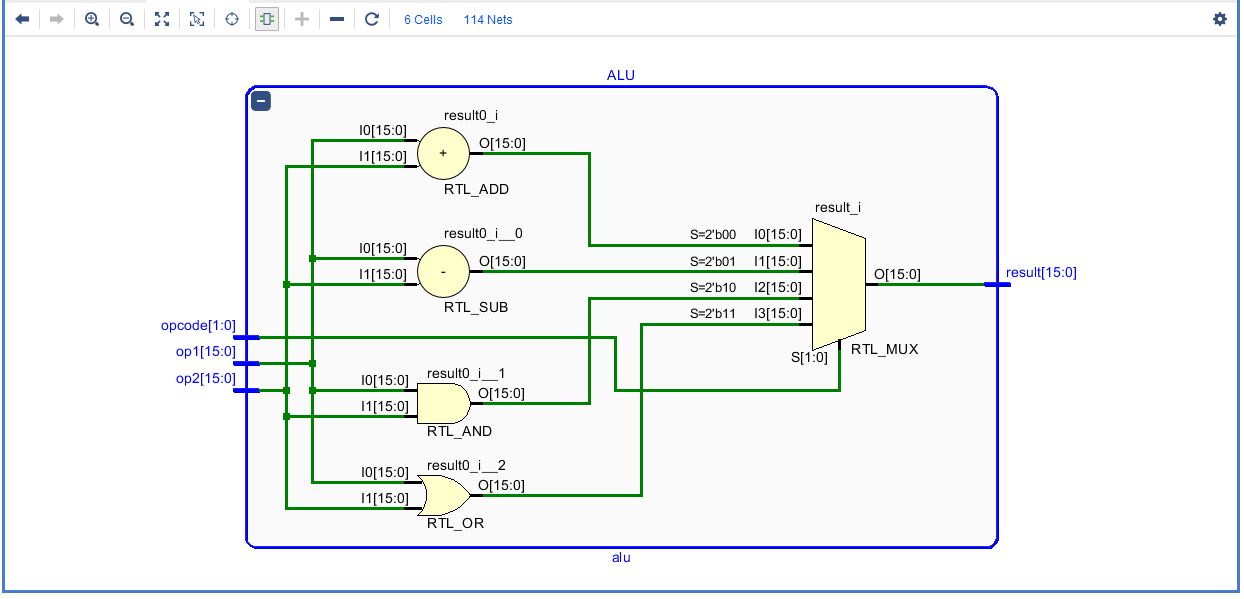 6 Cells 114 Nets
ALU
result0_i
I0[15:0]
I1[15:0]
+
O[15:0]
RTL_ADD
result0_i__0
I0[15:0]
I1[15:0]
-
O[15:0]
RTL_SUB
result_i
S=2'b00 I0[15:0]
S=2'b01 I1[15:0]
S=2'b10 I2[15:0]
S=2'b11 I3[15:0]
O[15:0]
S[1:0]
RTL_MUX
result[15:0]
opcode[1:0]
op1[15:0]
op2[15:0]
result0_i__1
I0[15:0]
I1[15:0]
O[15:0]
RTL_AND
result0_i__2
I0[15:0]
I1[15:0]
O[15:0]
RTL_OR
alu